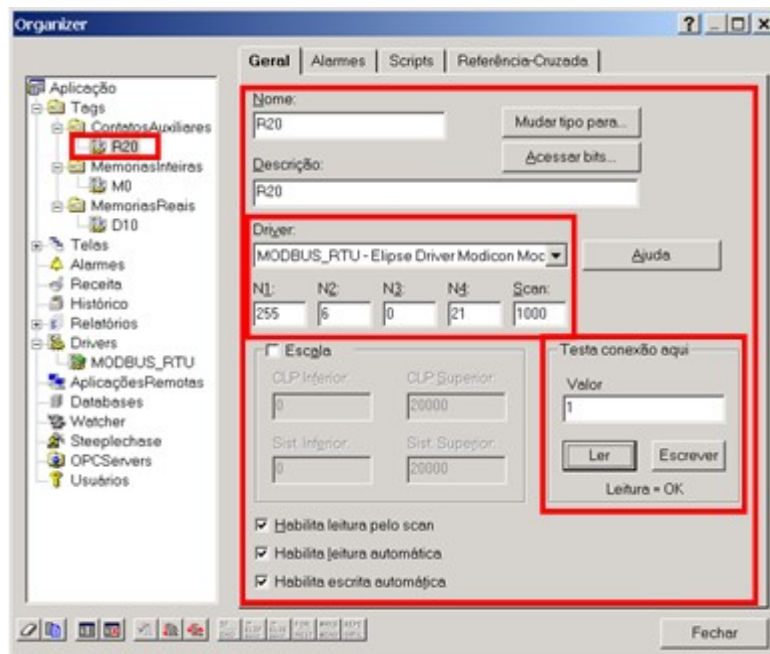 Organizer
Geral Alarmes Scripts Referência-Cruzada
Aplicação
Tags
ContatosAuxiliares
R20
MemoriasInteiras
M0
MemoriasReais
D10
Telas
Alarmes
Receita
Histórico
Relatórios
Drivers
MODBUS_RTU
AplicaçõesRemotas
Databases
Watcher
Steeplechase
OPCServers
Usuários
Nome:
R20
Mudar tipo para...
Acessar bits...
Descrição:
R20
Driver:
MODBUS_RTU - Elipse Driver Modicon Moc
Ajuda
N1: N2: N3: N4: Scan:
255 6 0 21 1000
Escala
CLP Inferior: CLP Superior:
0 20000
Sist. Inferior: Sist. Superior:
0 20000
Testa conexão aqui
Valor
1
Ler Escrever
Leitura = OK
Habilita leitura pelo scan
Habilita leitura automática
Habilita escrita automática
Fechar